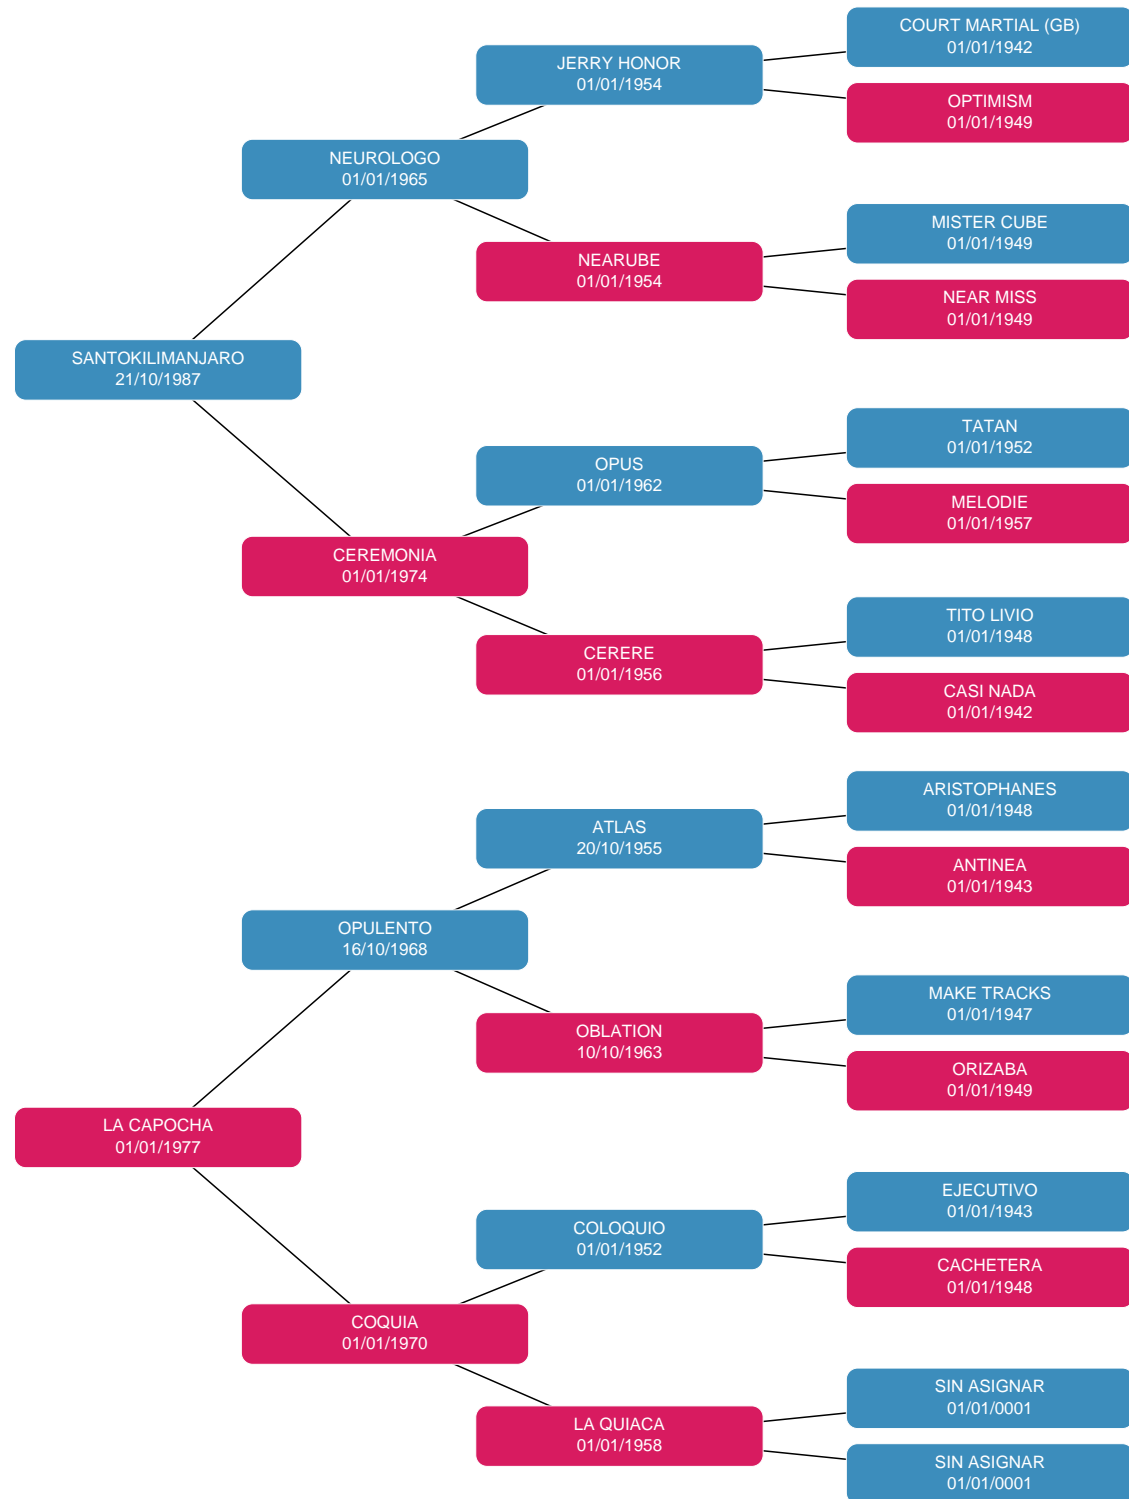 COURT MARTIAL (GB)
01/01/1942
JERRY HONOR
01/01/1954
OPTIMISM
01/01/1949
NEUROLOGO
01/01/1965
MISTER CUBE
01/01/1949
NEARUBE
01/01/1954
NEAR MISS
01/01/1949
SANTOKILIMANJARO
21/10/1987
TATAN
01/01/1952
OPUS
01/01/1962
MELODIE
01/01/1957
CEREMONIA
01/01/1974
TITO LIVIO
01/01/1948
CERERE
01/01/1956
CASI NADA
01/01/1942
ARISTOPHANES
01/01/1948
ATLAS
20/10/1955
ANTINEA
01/01/1943
OPULENTO
16/10/1968
MAKE TRACKS
01/01/1947
OBLATION
10/10/1963
ORIZABA
01/01/1949
LA CAPOCHA
01/01/1977
EJECUTIVO
01/01/1943
COLOQUIO
01/01/1952
CACHETERA
01/01/1948
COQUIA
01/01/1970
SIN ASIGNAR
01/01/0001
LA QUIACA
01/01/1958
SIN ASIGNAR
01/01/0001